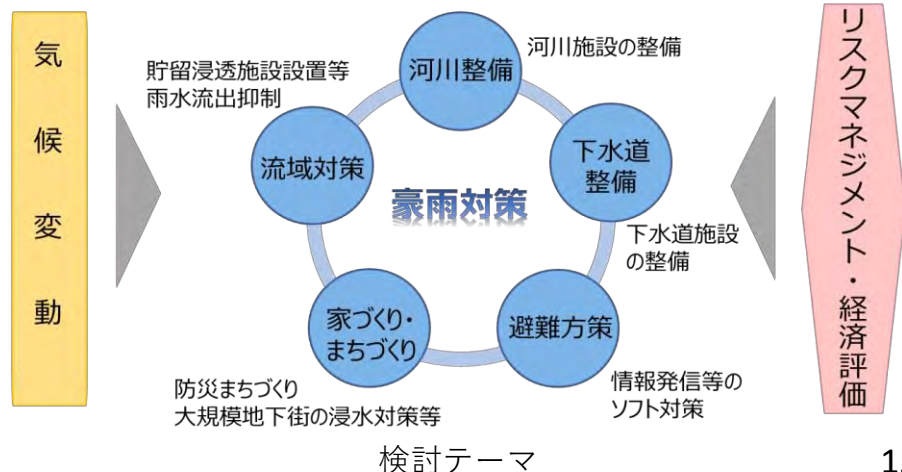 気候変動
貯留浸透施設設置等
雨水流出抑制
河川整備
河川施設の整備
流域対策
豪雨対策
下水道
整備
下水道施設
の整備
家づくり・
まちづくり
避難方策
防災まちづくり
大規模地下街の浸水対策等
情報発信等の
ソフト対策
リスクマネジメント・経済評価
検討テーマ